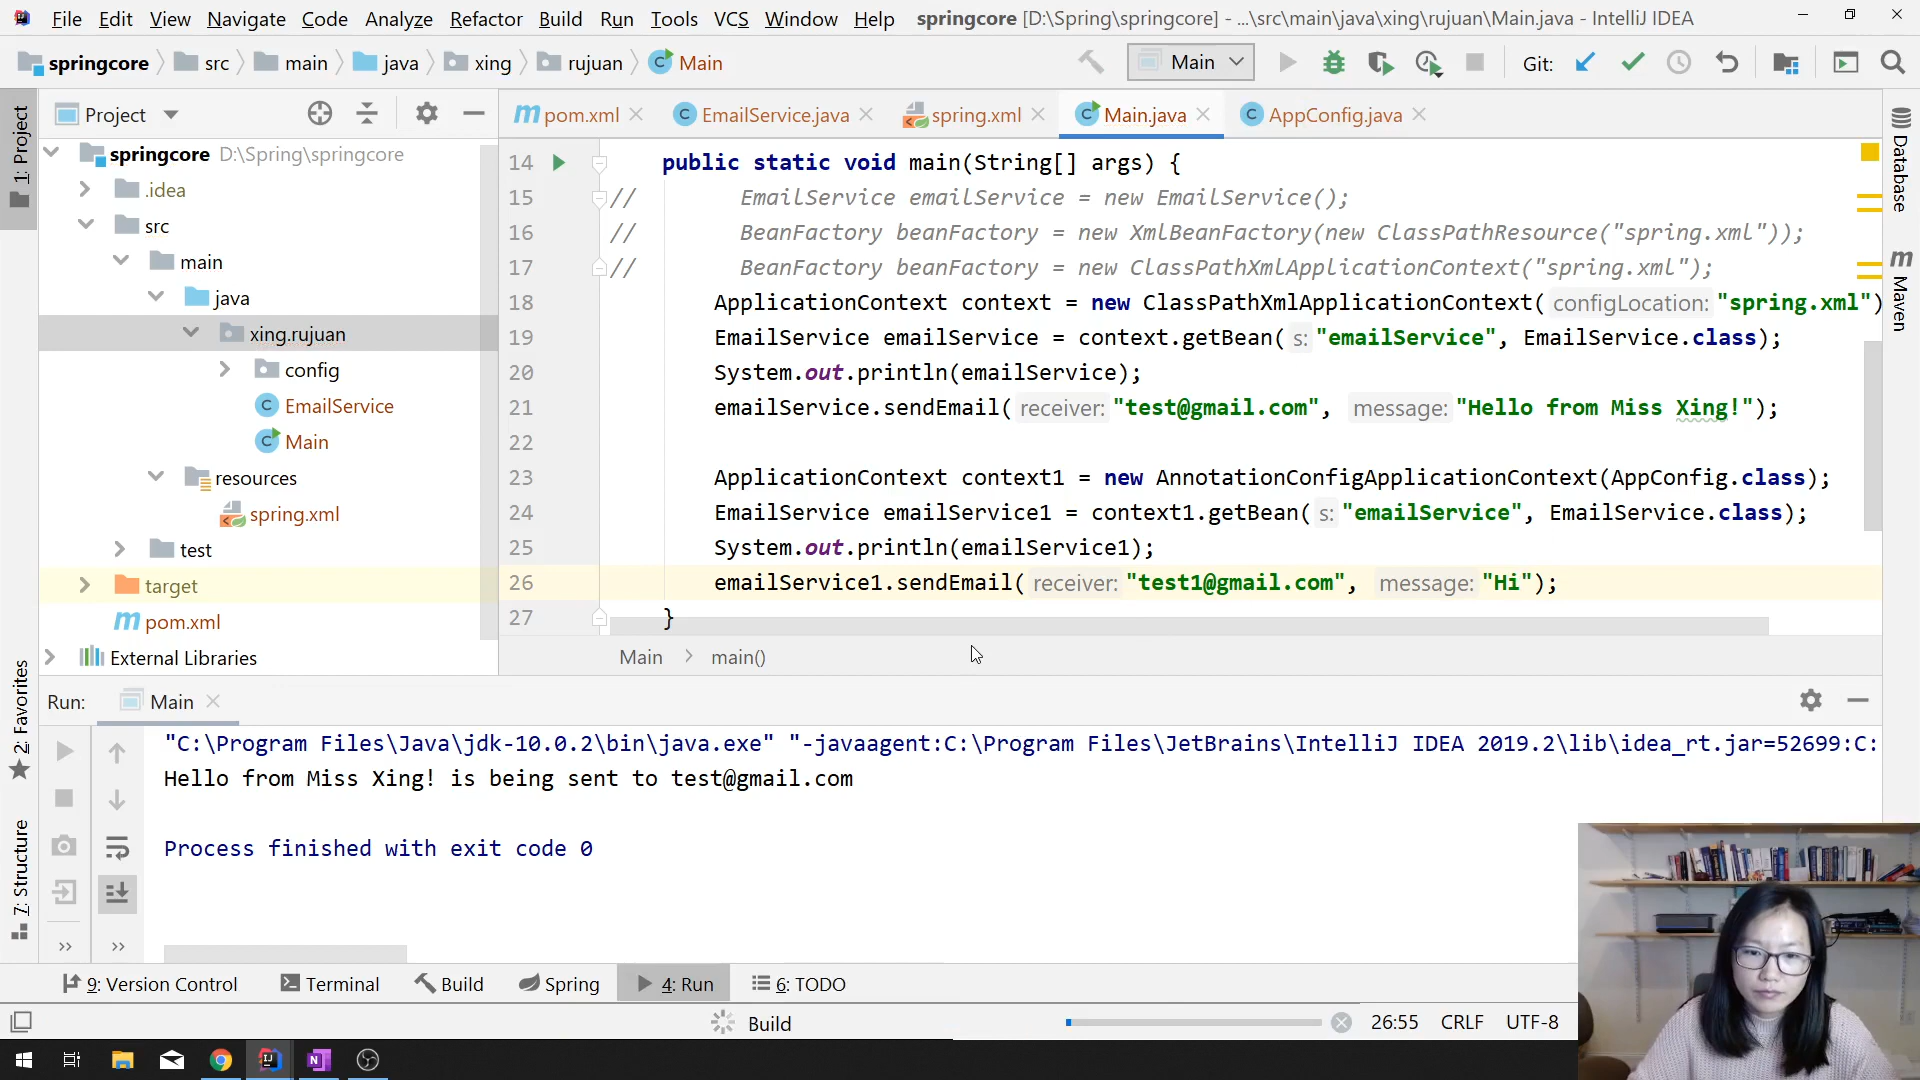 File Edit View Navigate Code Analyze Refactor Build Run Tools VCS Window Help springcore [D:\Spring\springcore] - ...\src\main\java\xing\rujuan\Main.java - IntelliJ IDEA
springcore src main java xing rujuan Main Main Git:
1: Project
Project
pom.xml EmailService.java spring.xml Main.java AppConfig.java
springcore D:\Spring\springcore
.idea
src
main
java
xing.rujuan
config
EmailService
Main
resources
spring.xml
test
target
m pom.xml
External Libraries
14 public static void main(String[] args) {
15 // EmailService emailService = new EmailService();
16 // BeanFactory beanFactory = new XmlBeanFactory(new ClassPathResource("spring.xml"));
17 // BeanFactory beanFactory = new ClassPathXmlApplicationContext("spring.xml");
18 ApplicationContext context = new ClassPathXmlApplicationContext( configLocation: "spring.xml")
19 EmailService emailService = context.getBean( s: "emailService", EmailService.class);
20 System.out.println(emailService);
21 emailService.sendEmail( receiver: "test@gmail.com", message: "Hello from Miss Xing!");
22
23 ApplicationContext context1 = new AnnotationConfigApplicationContext(AppConfig.class);
24 EmailService emailService1 = context1.getBean( s: "emailService", EmailService.class);
25 System.out.println(emailService1);
26 emailService1.sendEmail( receiver: "test1@gmail.com", message: "Hi");
27 }
Main main()
Database
m Maven
2: Favorites
7: Structure
Run: Main
"C:\Program Files\Java\jdk-10.0.2\bin\java.exe" "-javaagent:C:\Program Files\JetBrains\IntelliJ IDEA 2019.2\lib\idea_rt.jar=52699:C:
Hello from Miss Xing! is being sent to test@gmail.com
Process finished with exit code 0
9: Version Control Terminal Build Spring 4: Run 6: TODO
Build 26:55 CRLF UTF-8